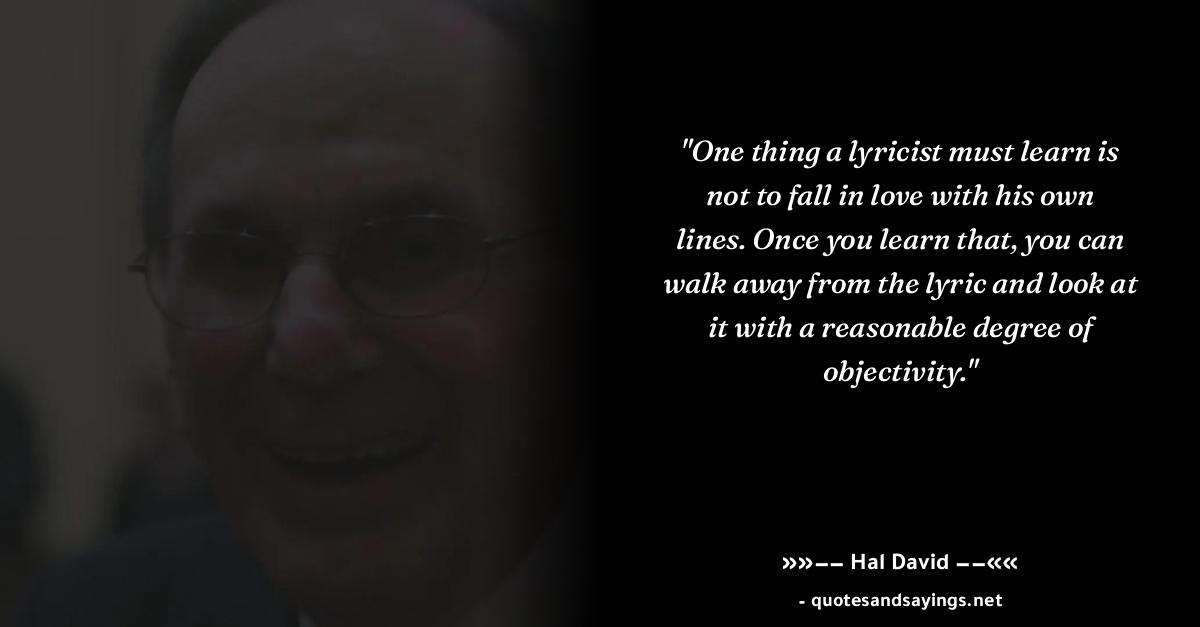 "One thing a lyricist must learn is
not to fall in love with his own
lines. Once you learn that, you can
walk away from the lyric and look at
it with a reasonable degree of
objectivity."
»»−− Hal David −−««
- quotesandsayings.net